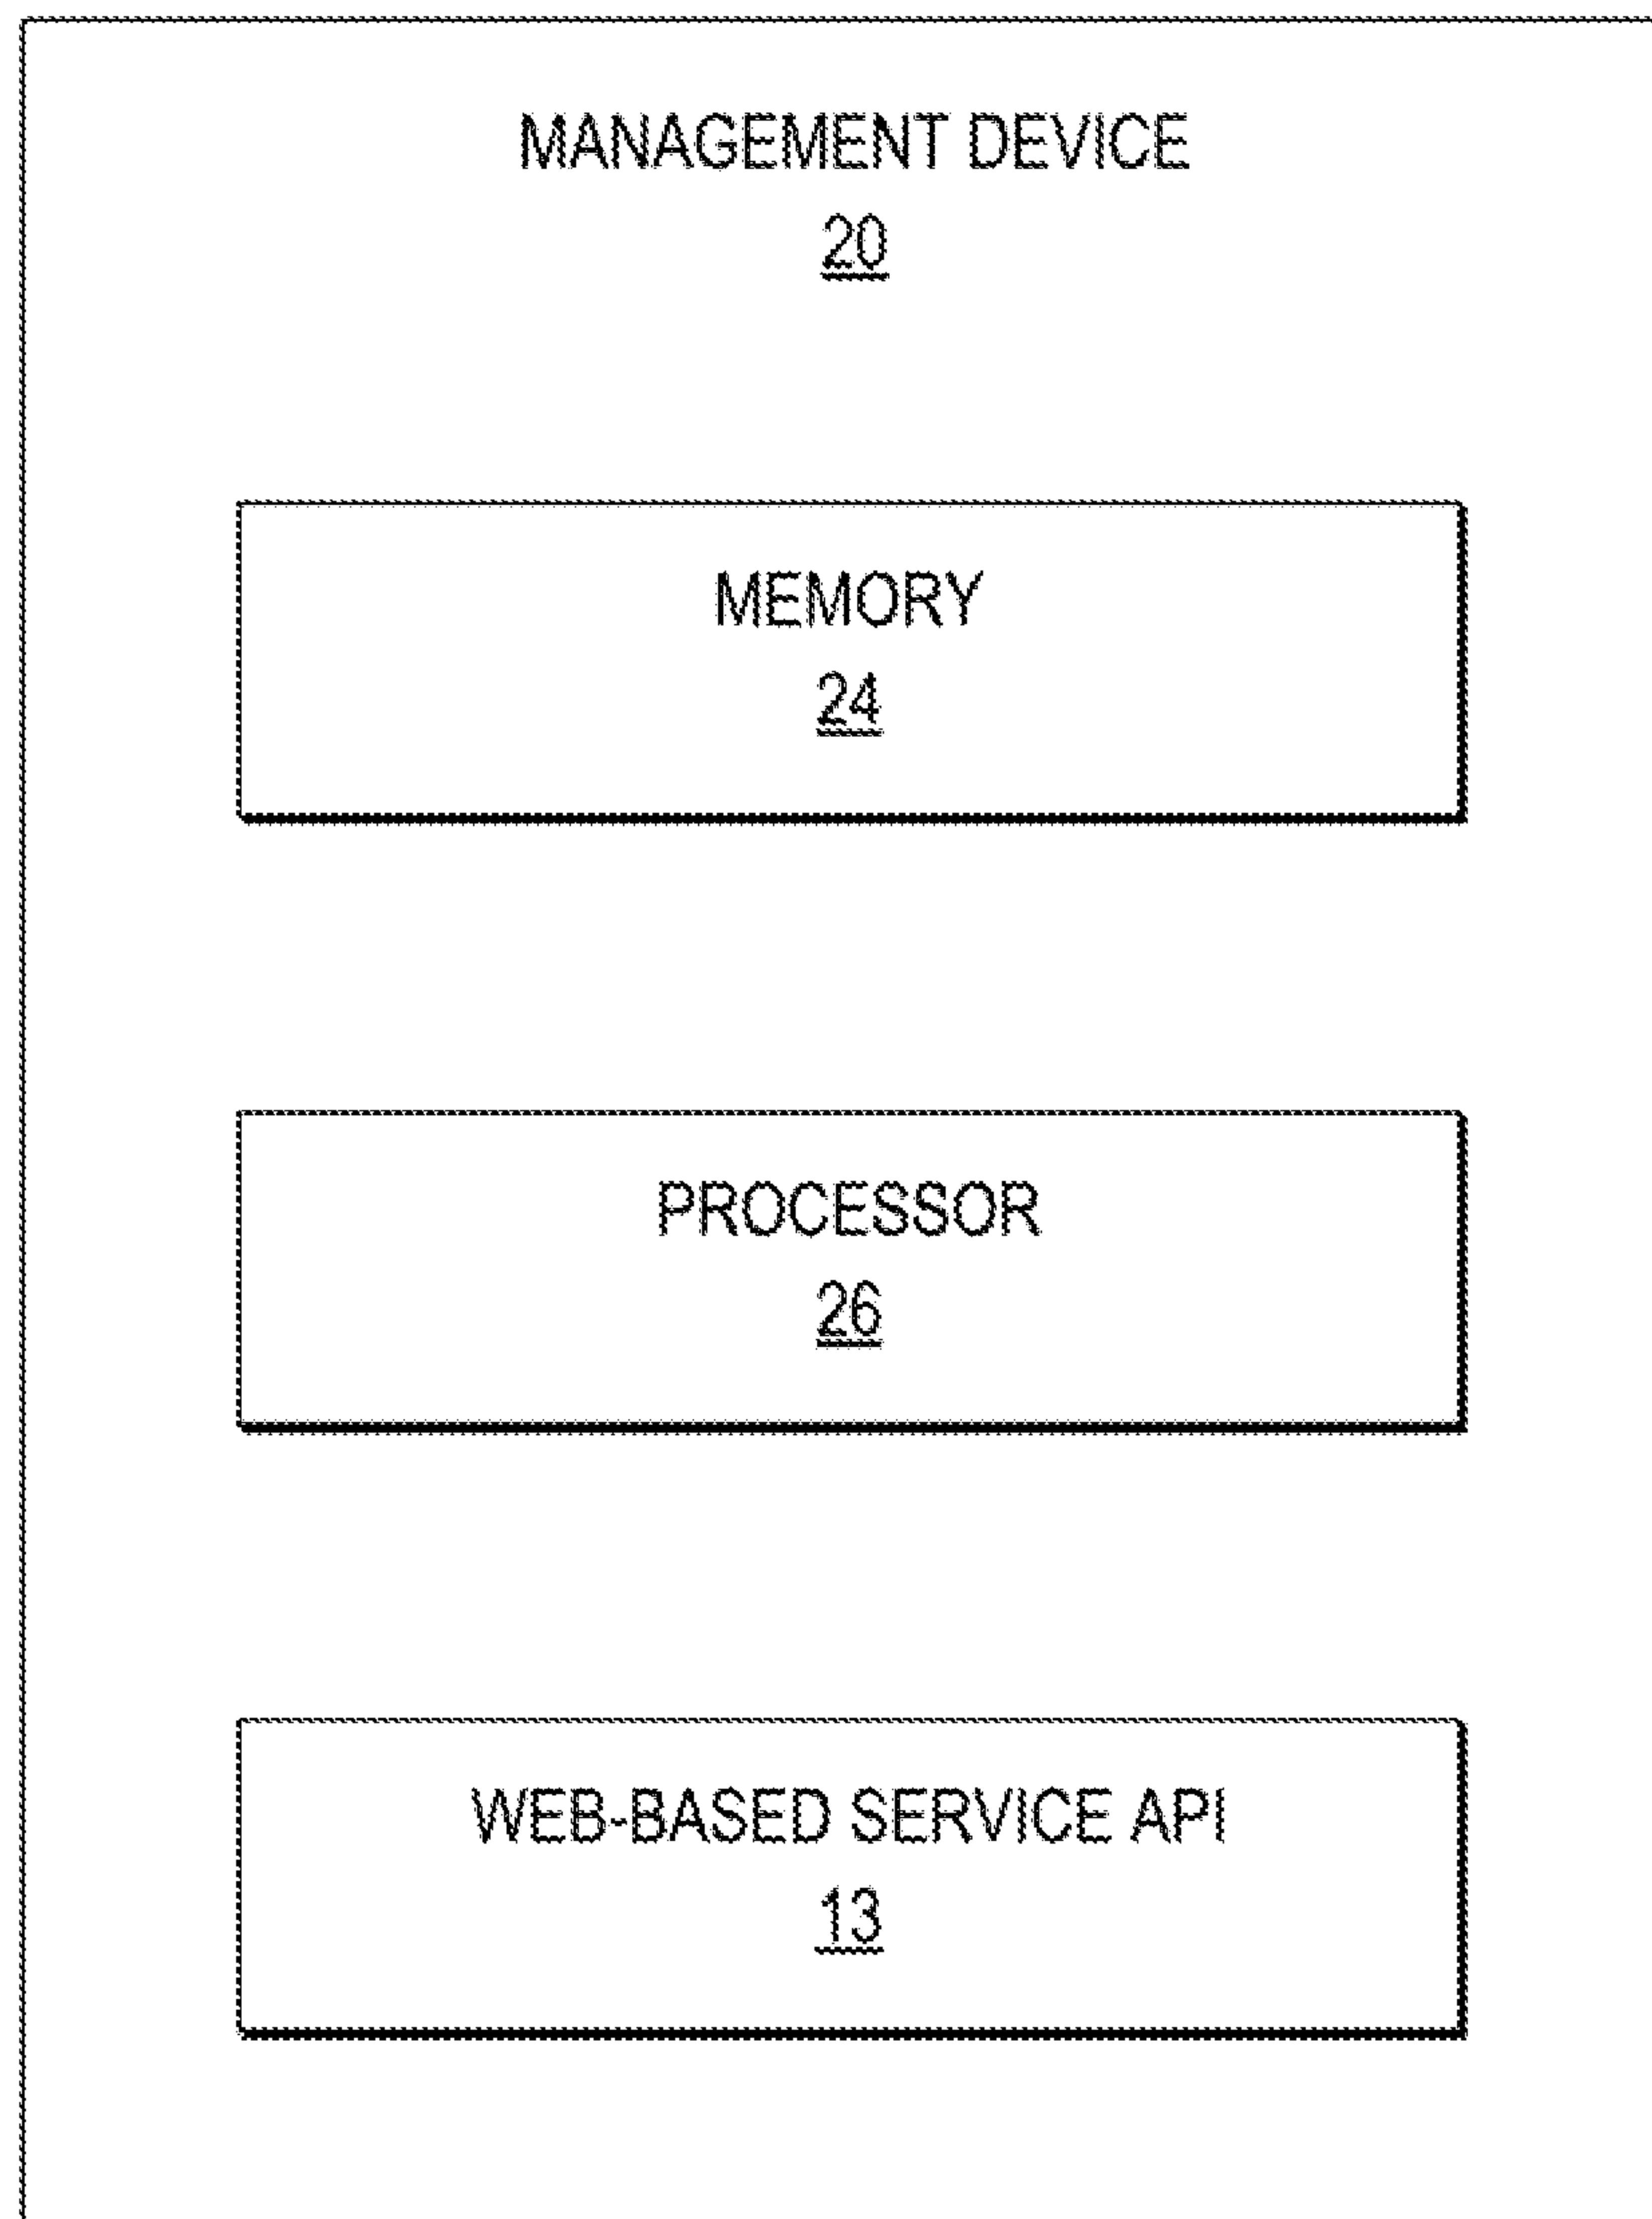 MANAGEMENT DEVICE
20
MEMORY
24
PROCESSOR
26
WEB-BASED SERVICE API
13